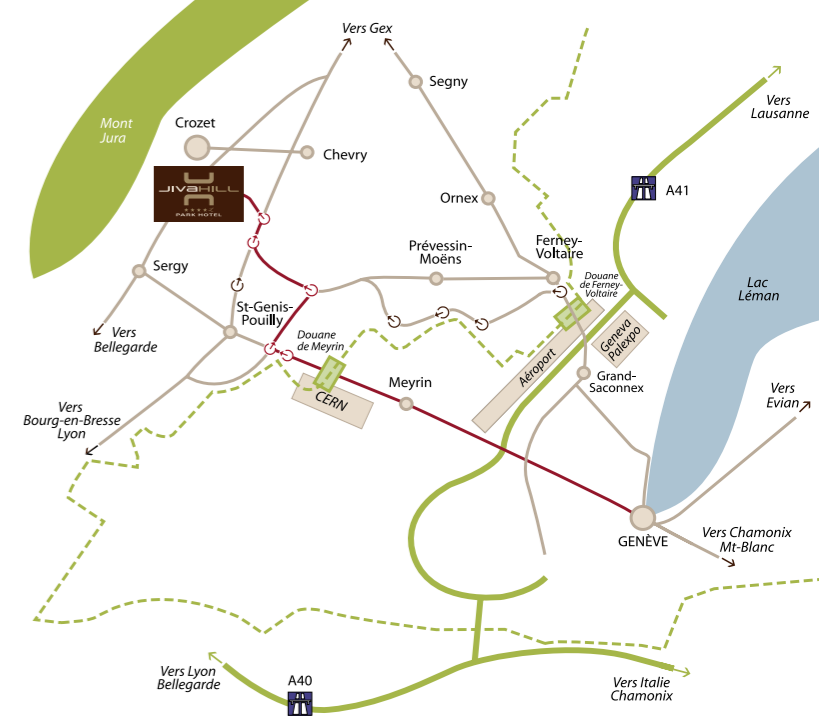 Vers Gex
Segny
Vers
Lausanne
Mont
Jura
Crozet
Chevry
A41
JIVAHILL
PARK HOTEL
Ornex
Prévessin-
Moëns
Ferney-
Voltaire
Sergy
Douane
de Ferney-
Voltaire
Lac
Léman
St-Genis-
Pouilly
Vers
Bellegarde
Douane
de Meyrin
Geneva
Palexpo
Aéroport
Meyrin
Grand-
Saconnex
CERN
Vers
Evian
Vers
Bourg-en-Bresse
Lyon
GENÈVE
Vers Chamonix
Mt-Blanc
Vers Lyon
Bellegarde
A40
Vers Italie
Chamonix